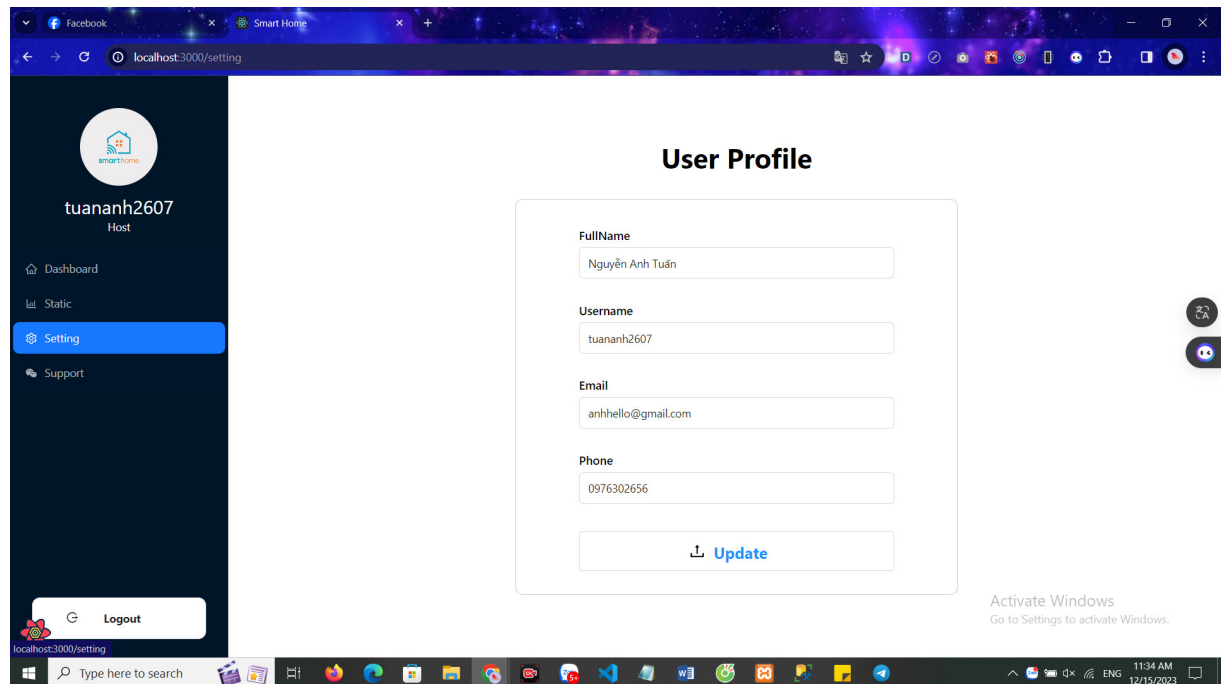 Facebook
Smart Home
localhost:3000/setting
smarthome
tuananh2607
Host
Dashboard
Static
Setting
Support
Logout
localhost:3000/setting
User Profile
FullName
Nguyễn Anh Tuấn
Username
tuananh2607
Email
anhhello@gmail.com
Phone
0976302656
Update
Activate Windows
Go to Settings to activate Windows.
Type here to search
ENG
11:34 AM
12/15/2023